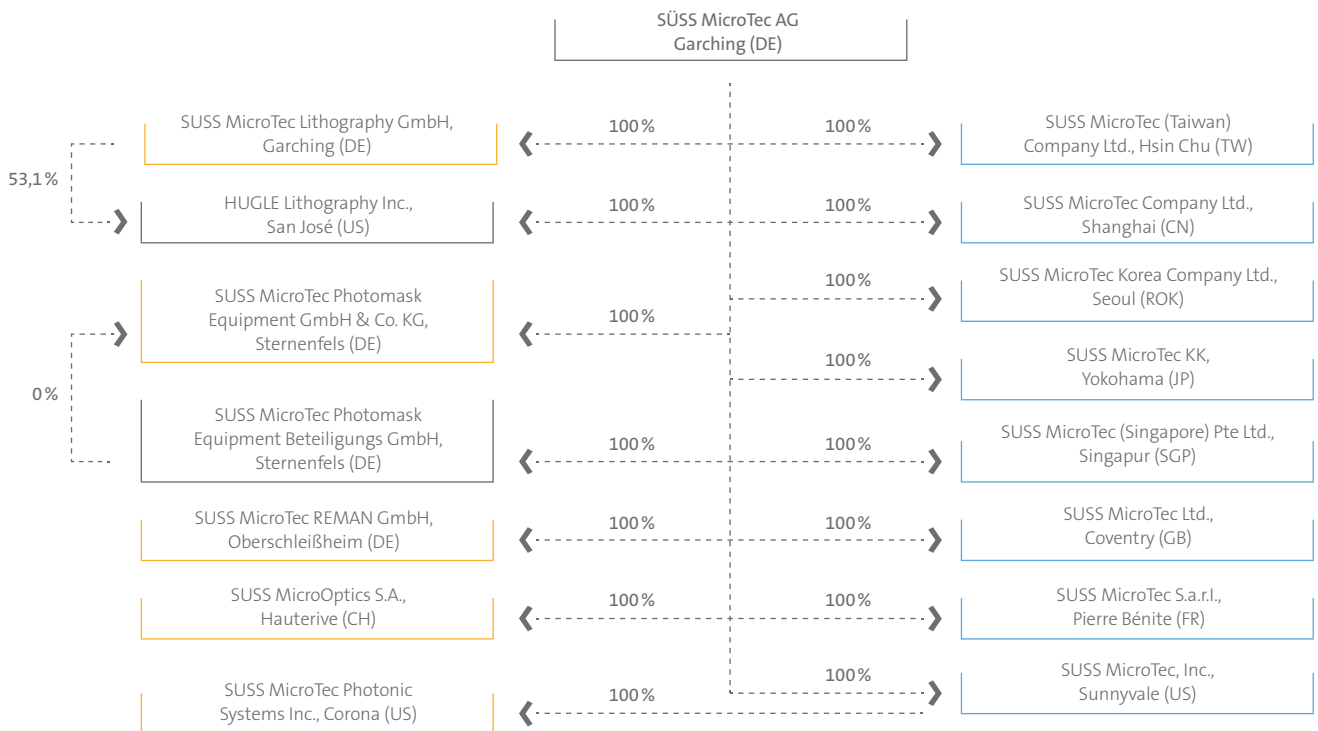 SÜSS MicroTec AG
Garching (DE)
SUSS MicroTec Lithography GmbH,
Garching (DE)
100 %
100 %
SUSS MicroTec (Taiwan)
Company Ltd., Hsin Chu (TW)
53,1 %
HUGLE Lithography Inc.,
San José (US)
100 %
100 %
SUSS MicroTec Company Ltd.,
Shanghai (CN)
SUSS MicroTec Photomask
Equipment GmbH & Co. KG,
Sternenfels (DE)
100 %
100 %
SUSS MicroTec Korea Company Ltd.,
Seoul (ROK)
100 %
SUSS MicroTec KK,
Yokohama (JP)
0 %
SUSS MicroTec Photomask
Equipment Beteiligungs GmbH,
Sternenfels (DE)
100 %
100 %
SUSS MicroTec (Singapore) Pte Ltd.,
Singapur (SGP)
SUSS MicroTec REMAN GmbH,
Oberschleißheim (DE)
100 %
100 %
SUSS MicroTec Ltd.,
Coventry (GB)
SUSS MicroOptics S.A.,
Hauterive (CH)
100 %
100 %
SUSS MicroTec S.a.r.l.,
Pierre Bénite (FR)
SUSS MicroTec Photonic
Systems Inc., Corona (US)
100 %
100 %
SUSS MicroTec, Inc.,
Sunnyvale (US)